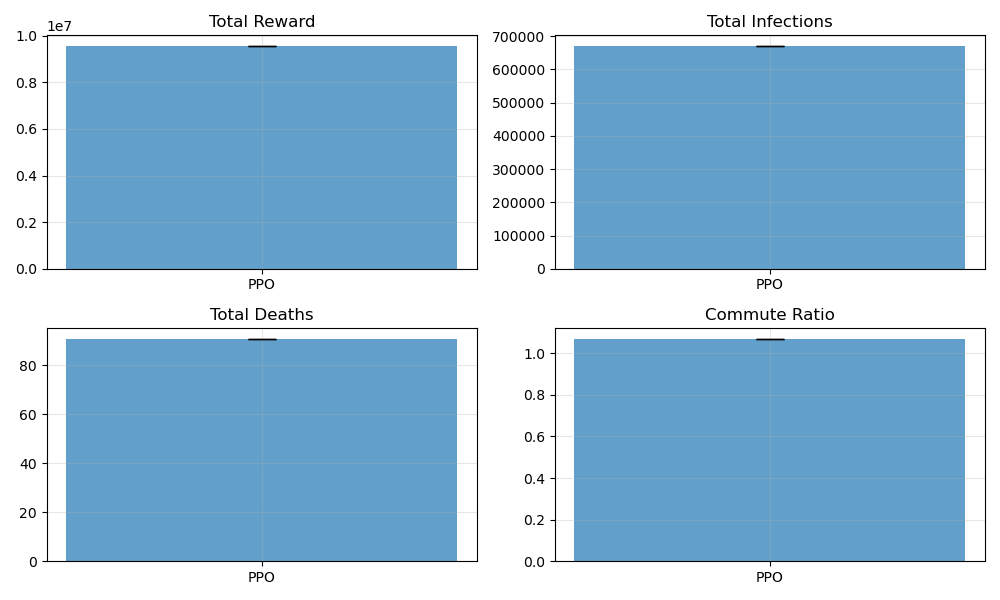 Total Reward
1e7
1.0
0.8
0.6
0.4
0.2
0.0
PPO
Total Infections
700000
600000
500000
400000
300000
200000
100000
0
PPO
Total Deaths
80
60
40
20
0
PPO
Commute Ratio
1.0
0.8
0.6
0.4
0.2
0.0
PPO